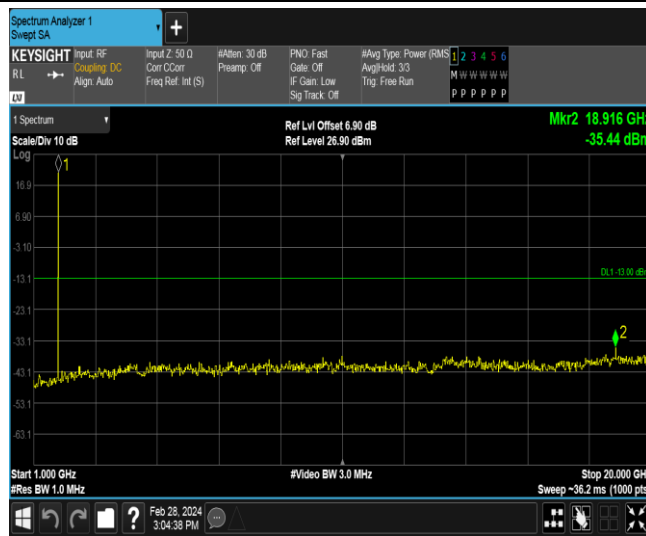 Spectrum Analyzer 1
Swept SA
+
KEYSIGHT
RL
LXI
Input: RF
Coupling: DC
Align: Auto
Input Z: 50 Ω
Corr CCorr
Freq Ref: Int (S)
#Atten: 30 dB
Preamp: Off
PNO: Fast
Gate: Off
IF Gain: Low
Sig Track: Off
#Avg Type: Power (RMS
Avg|Hold: 3/3
Trig: Free Run
1 2 3 4 5 6
M W W W W W
P P P P P P
1 Spectrum
Scale/Div 10 dB
Log
Ref Lvl Offset 6.90 dB
Ref Level 26.90 dBm
Mkr2 18.916 GHz
-35.44 dBm
1
16.9
6.90
-3.10
-13.1
DL1 -13.00 dBm
-23.1
-33.1
2
-43.1
-53.1
-63.1
Start 1.000 GHz
#Video BW 3.0 MHz
Stop 20.000 GHz
#Res BW 1.0 MHz
Sweep ~36.2 ms (1000 pts)
?
Feb 28, 2024
3:04:38 PM